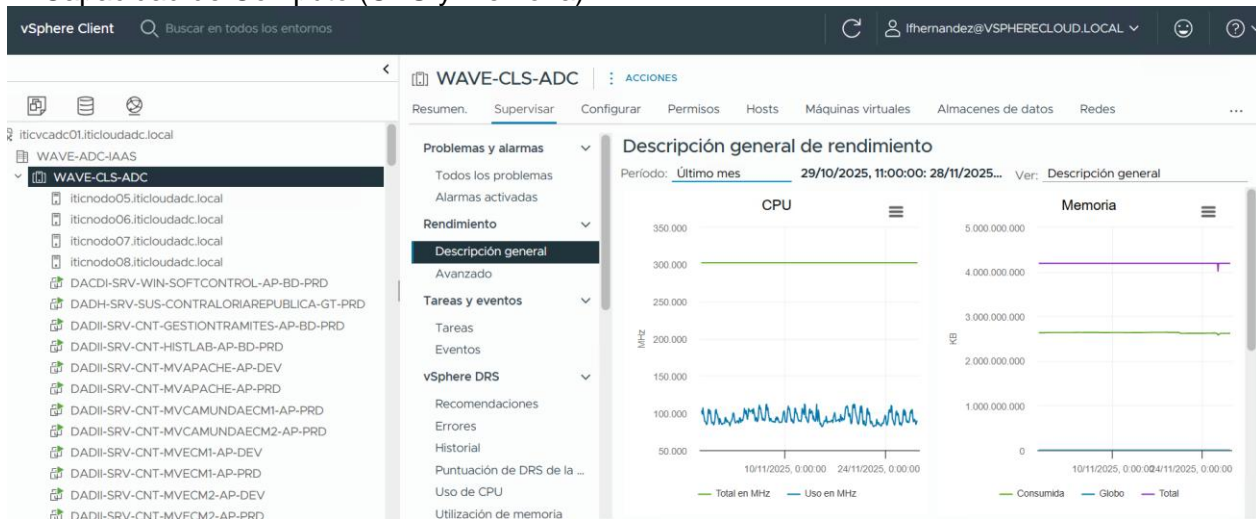 vSphere Client
Buscar en todos los entornos
lfhernandez@VSPHERECLOUD.LOCAL
iticvcadc01.iticloudadc.local
WAVE-ADC-IAAS
WAVE-CLS-ADC
iticnodo05.iticloudadc.local
iticnodo06.iticloudadc.local
iticnodo07.iticloudadc.local
iticnodo08.iticloudadc.local
DACDI-SRV-WIN-SOFTCONTROL-AP-BD-PRD
DADH-SRV-SUS-CONTRALORIAREPUBLICA-GT-PRD
DADII-SRV-CNT-GESTIONTRAMITES-AP-BD-PRD
DADII-SRV-CNT-HISTLAB-AP-BD-PRD
DADII-SRV-CNT-MVAPACHE-AP-DEV
DADII-SRV-CNT-MVAPACHE-AP-PRD
DADII-SRV-CNT-MVCAMUNDAECM1-AP-PRD
DADII-SRV-CNT-MVCAMUNDAECM2-AP-PRD
DADII-SRV-CNT-MVECM1-AP-DEV
DADII-SRV-CNT-MVECM1-AP-PRD
DADII-SRV-CNT-MVECM2-AP-DEV
DADII-SRV-CNT-MVECM2-AP-PRD
WAVE-CLS-ADC
ACCIONES
Resumen. Supervisar Configurar Permisos Hosts Máquinas virtuales Almacenes de datos Redes ...
Problemas y alarmas
Todos los problemas
Alarmas activadas
Rendimiento
Descripción general
Avanzado
Tareas y eventos
Tareas
Eventos
vSphere DRS
Recomendaciones
Errores
Historial
Puntuación de DRS de la ...
Uso de CPU
Utilización de memoria
Descripción general de rendimiento
Período: Último mes 29/10/2025, 11:00:00: 28/11/2025... Ver: Descripción general
CPU
350.000
300.000
250.000
200.000
150.000
100.000
50.000
MHz
10/11/2025, 0:00:00 24/11/2025, 0:00:00
Total en MHz Uso en MHz
Memoria
5.000.000.000
4.000.000.000
3.000.000.000
2.000.000.000
1.000.000.000
0
KB
10/11/2025, 0:00:00 24/11/2025, 0:00:00
Consumida Globo Total